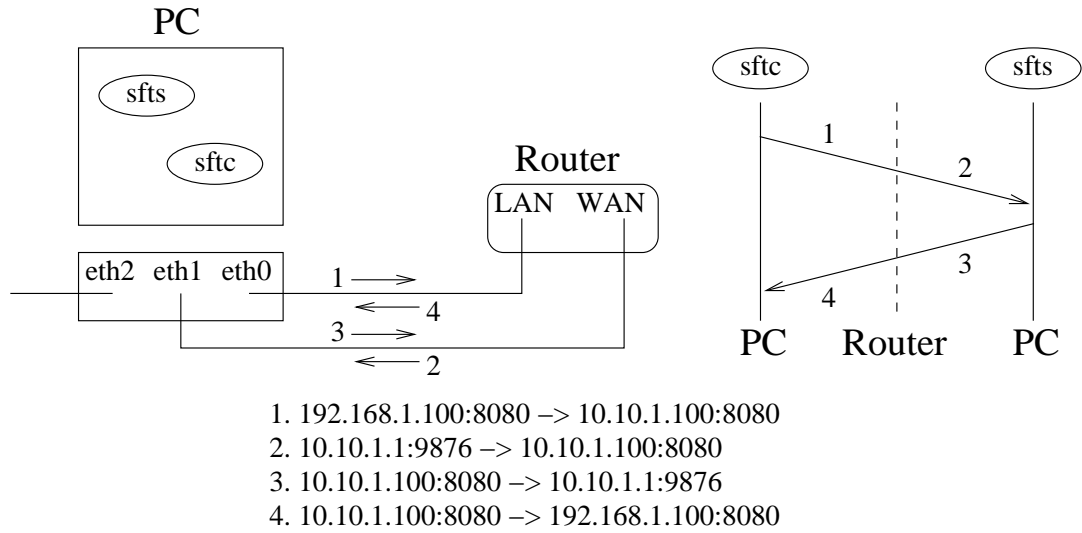 PC
sfts
sftc
Router
LAN WAN
eth2 eth1 eth0
1
4
3
2
sftc
sfts
1
2
3
4
PC Router PC
1. 192.168.1.100:8080 –> 10.10.1.100:8080
2. 10.10.1.1:9876 –> 10.10.1.100:8080
3. 10.10.1.100:8080 –> 10.10.1.1:9876
4. 10.10.1.100:8080 –> 192.168.1.100:8080